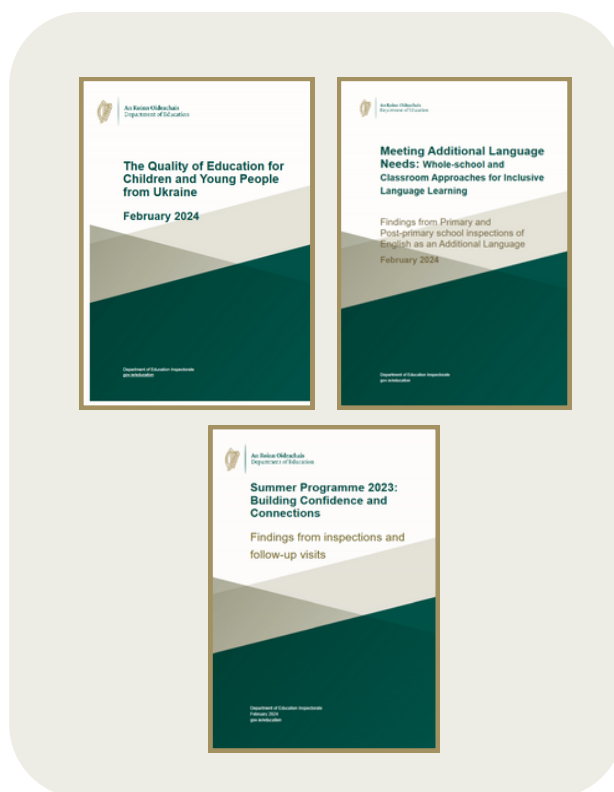 An Roinn Oideachais
Department of Education
The Quality of Education for
Children and Young People
from Ukraine
February 2024
Department of Education Inspectorate
gov.ie/education
An Roinn Oideachais
Department of Education
Meeting Additional Language
Needs: Whole-school and
Classroom Approaches for Inclusive
Language Learning
Findings from Primary and
Post-primary school inspections of
English as an Additional Language
February 2024
Department of Education Inspectorate
gov.ie/education
An Roinn Oideachais
Department of Education
Summer Programme 2023:
Building Confidence and
Connections
Findings from inspections and
follow-up visits
Department of Education Inspectorate
February 2024
gov.ie/education